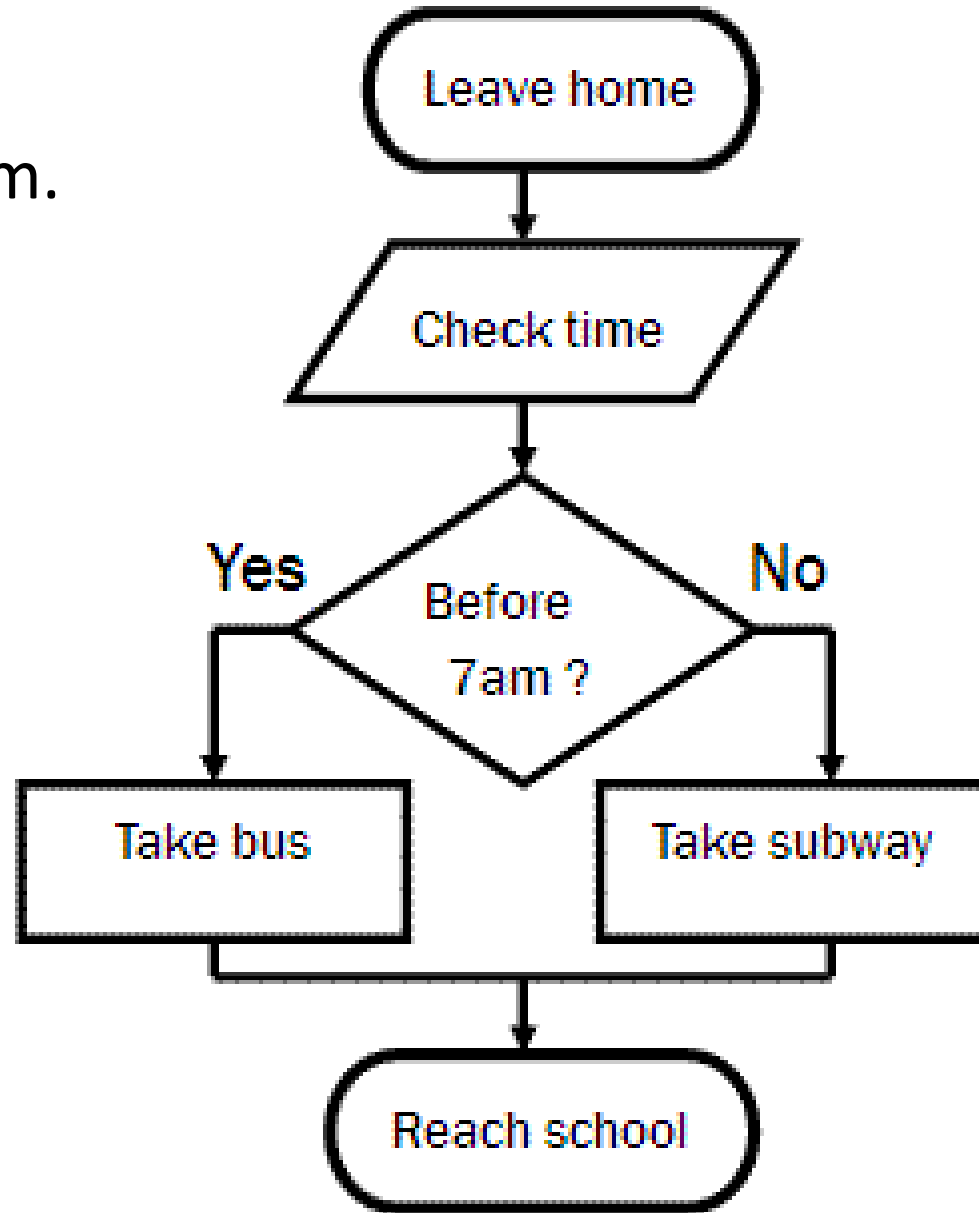 Leave home
m.
Check time
Yes
No
Before
7am ?
Take bus
Take subway
Reach school